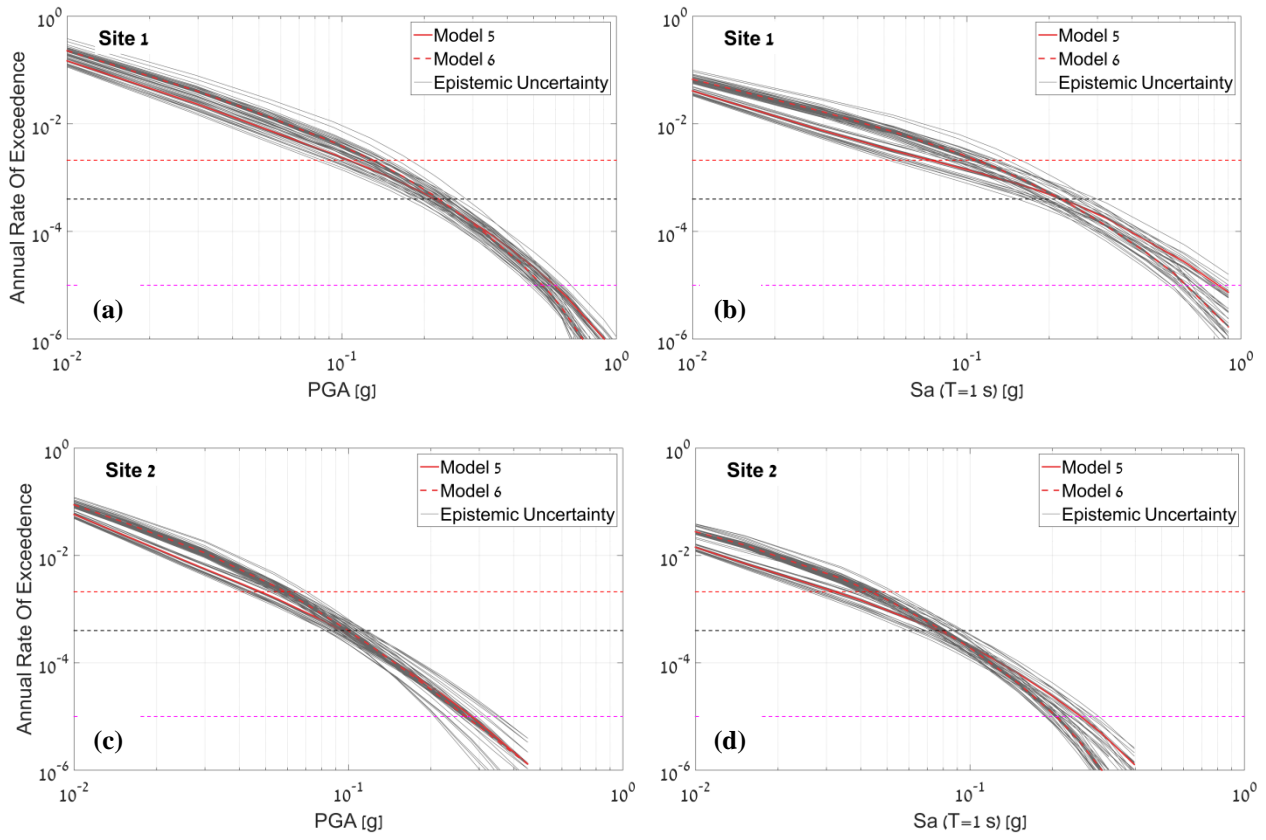 Site 1
Model 5
Model 6
Epistemic Uncertainty
10^0
10^-2
10^-4
10^-6
Annual Rate Of Exceedence
(a)
10^-2
10^-1
10^0
PGA [g]
Site 1
Model 5
Model 6
Epistemic Uncertainty
10^0
10^-2
10^-4
10^-6
(b)
10^-2
10^-1
10^0
Sa (T=1 s) [g]
Site 2
Model 5
Model 6
Epistemic Uncertainty
10^0
10^-2
10^-4
10^-6
Annual Rate Of Exceedence
(c)
10^-2
10^-1
10^0
PGA [g]
Site 2
Model 5
Model 6
Epistemic Uncertainty
10^0
10^-2
10^-4
10^-6
(d)
10^-2
10^-1
10^0
Sa (T=1 s) [g]